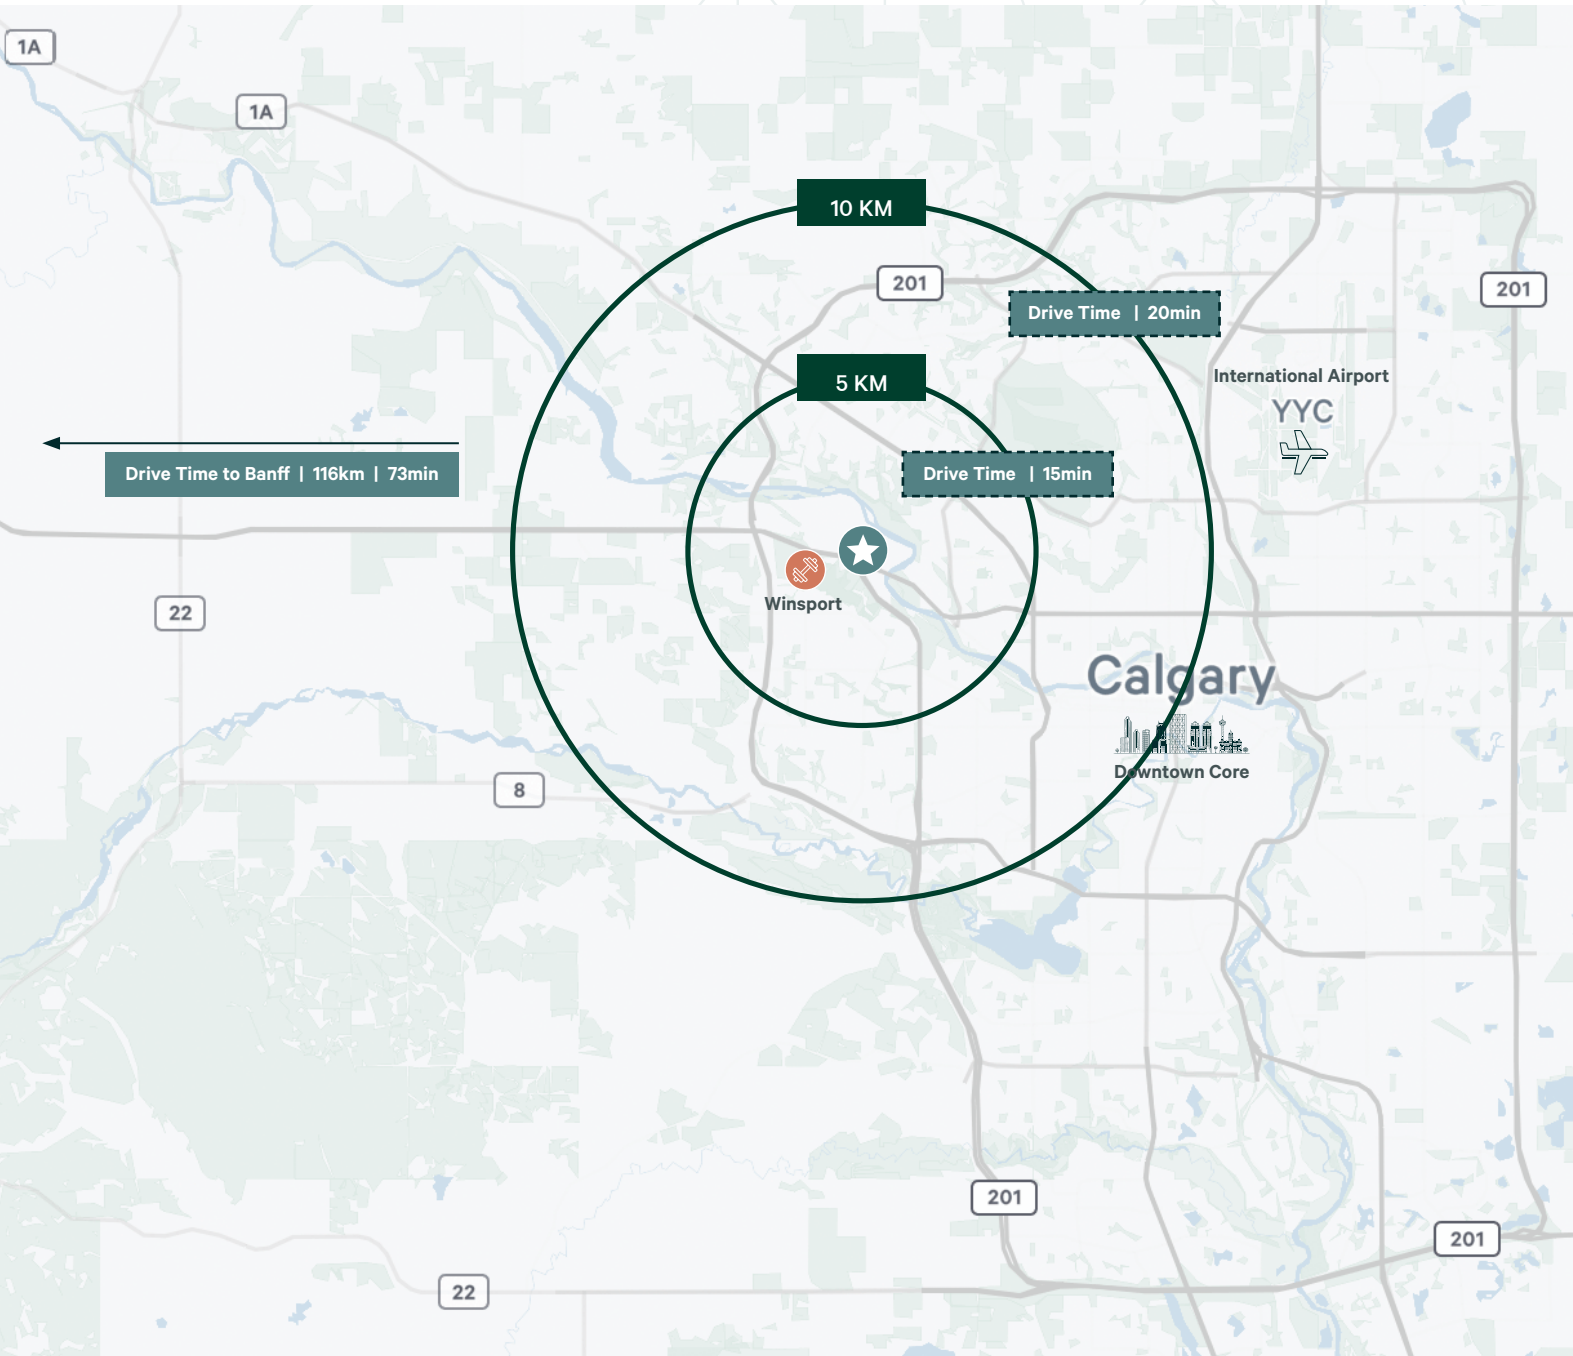 1A
1A
10 KM
201
201
Drive Time | 20min
5 KM
International Airport
YYC
Drive Time to Banff | 116km | 73min
Drive Time | 15min
Winsport
22
Calgary
Downtown Core
8
201
201
22